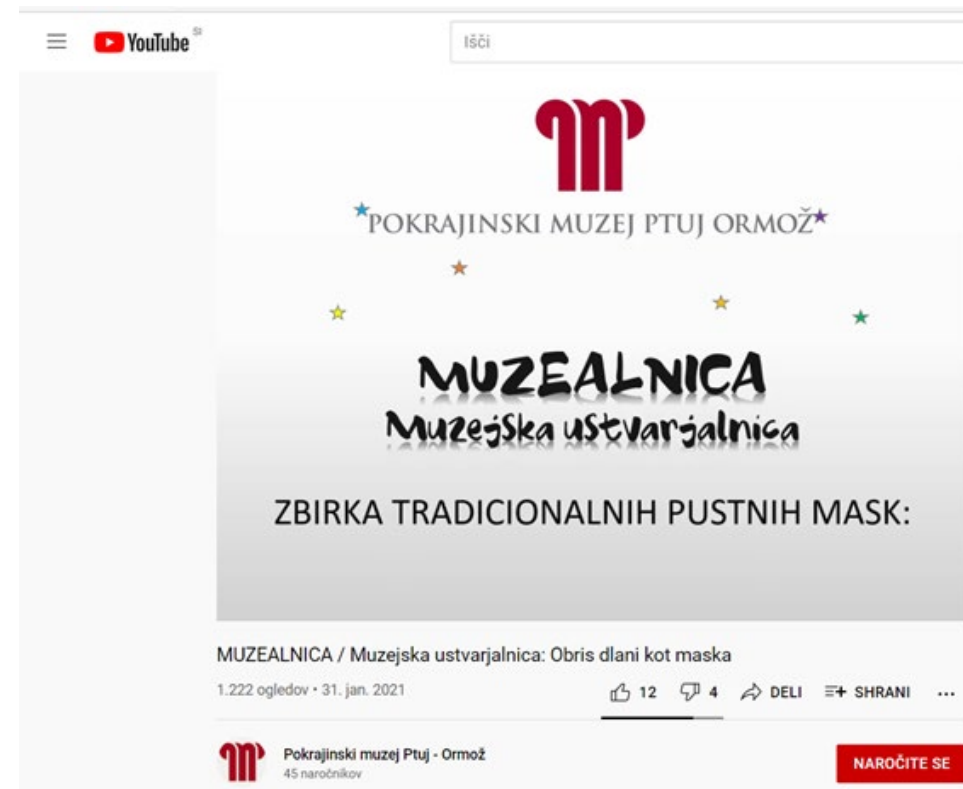 YouTube SI
Išči
POKRAJINSKI MUZEJ PTUJ ORMOŽ
MUZEALNICA
Muzejska ustvarjalnica
ZBIRKA TRADICIONALNIH PUSTNIH MASK:
MUZEALNICA / Muzejska ustvarjalnica: Obris dlani kot maska
1.222 ogledov • 31. jan. 2021 12 4 DELI SHRANI ...
Pokrajinski muzej Ptuj - Ormož
45 naročnikov
NAROČITE SE